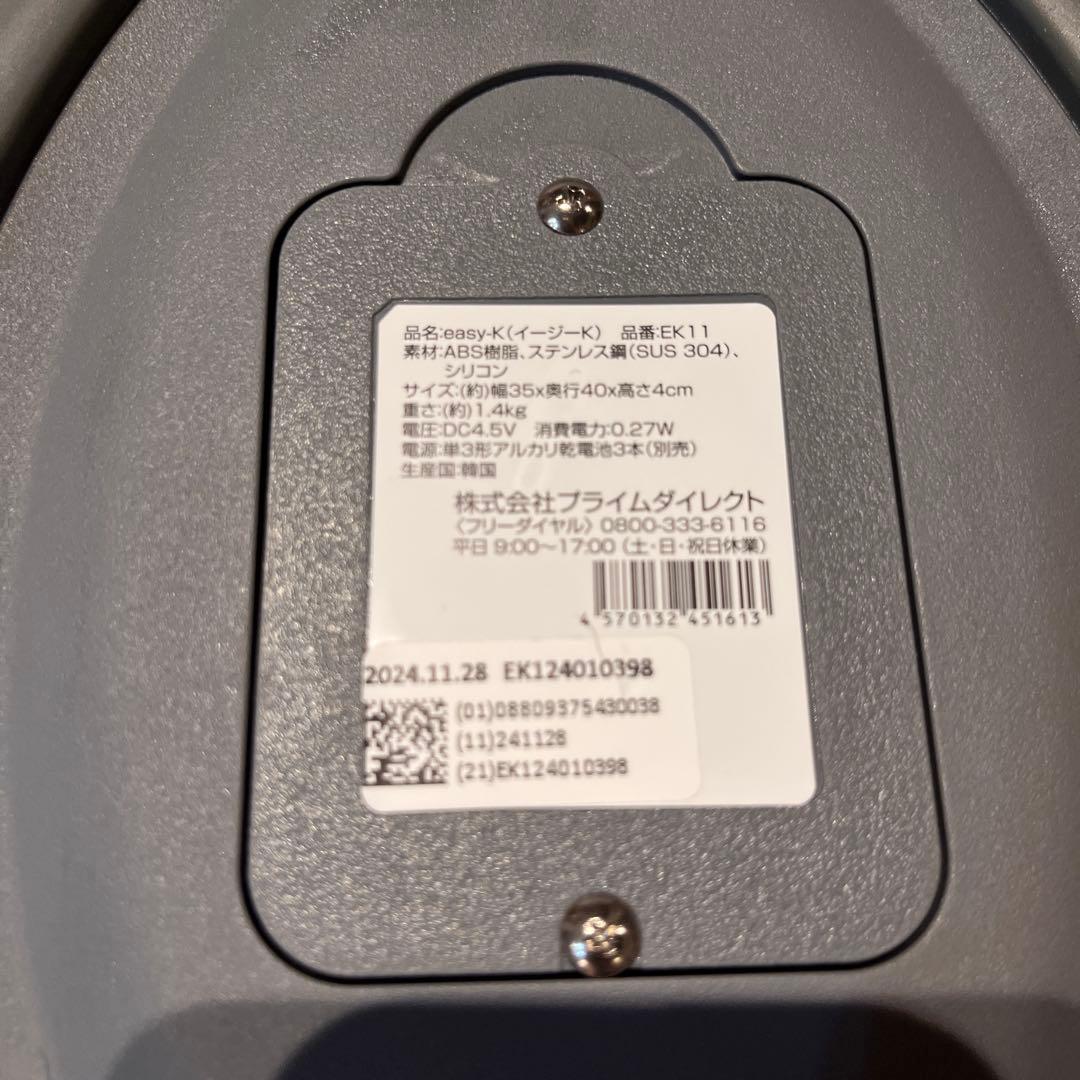 品名:easy-K(イージーK) 品番:EK11
素材:ABS樹脂、ステンレス鋼(SUS 304)、
シリコン
サイズ:(約)幅35x奥行40x高さ4cm
重さ:(約)1.4kg
電圧:DC4.5V 消費電力:0.27W
電源:単3形アルカリ乾電池3本(別売)
生産国:韓国
株式会社プライムダイレクト
〈フリーダイヤル〉0800-333-6116
平日 9:00〜17:00 (土・日・祝日休業)
4 570132 451613
2024.11.28 EK124010398
(01)08809375430038
(11)241128
(21)EK124010398